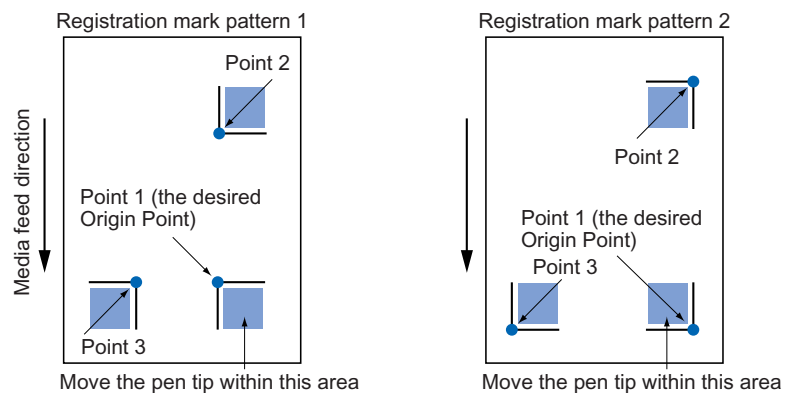 Registration mark pattern 1
Point 2
Media feed direction
Point 1 (the desired
Origin Point)
Point 3
Move the pen tip within this area
Registration mark pattern 2
Point 2
Point 1 (the desired
Origin Point)
Point 3
Move the pen tip within this area